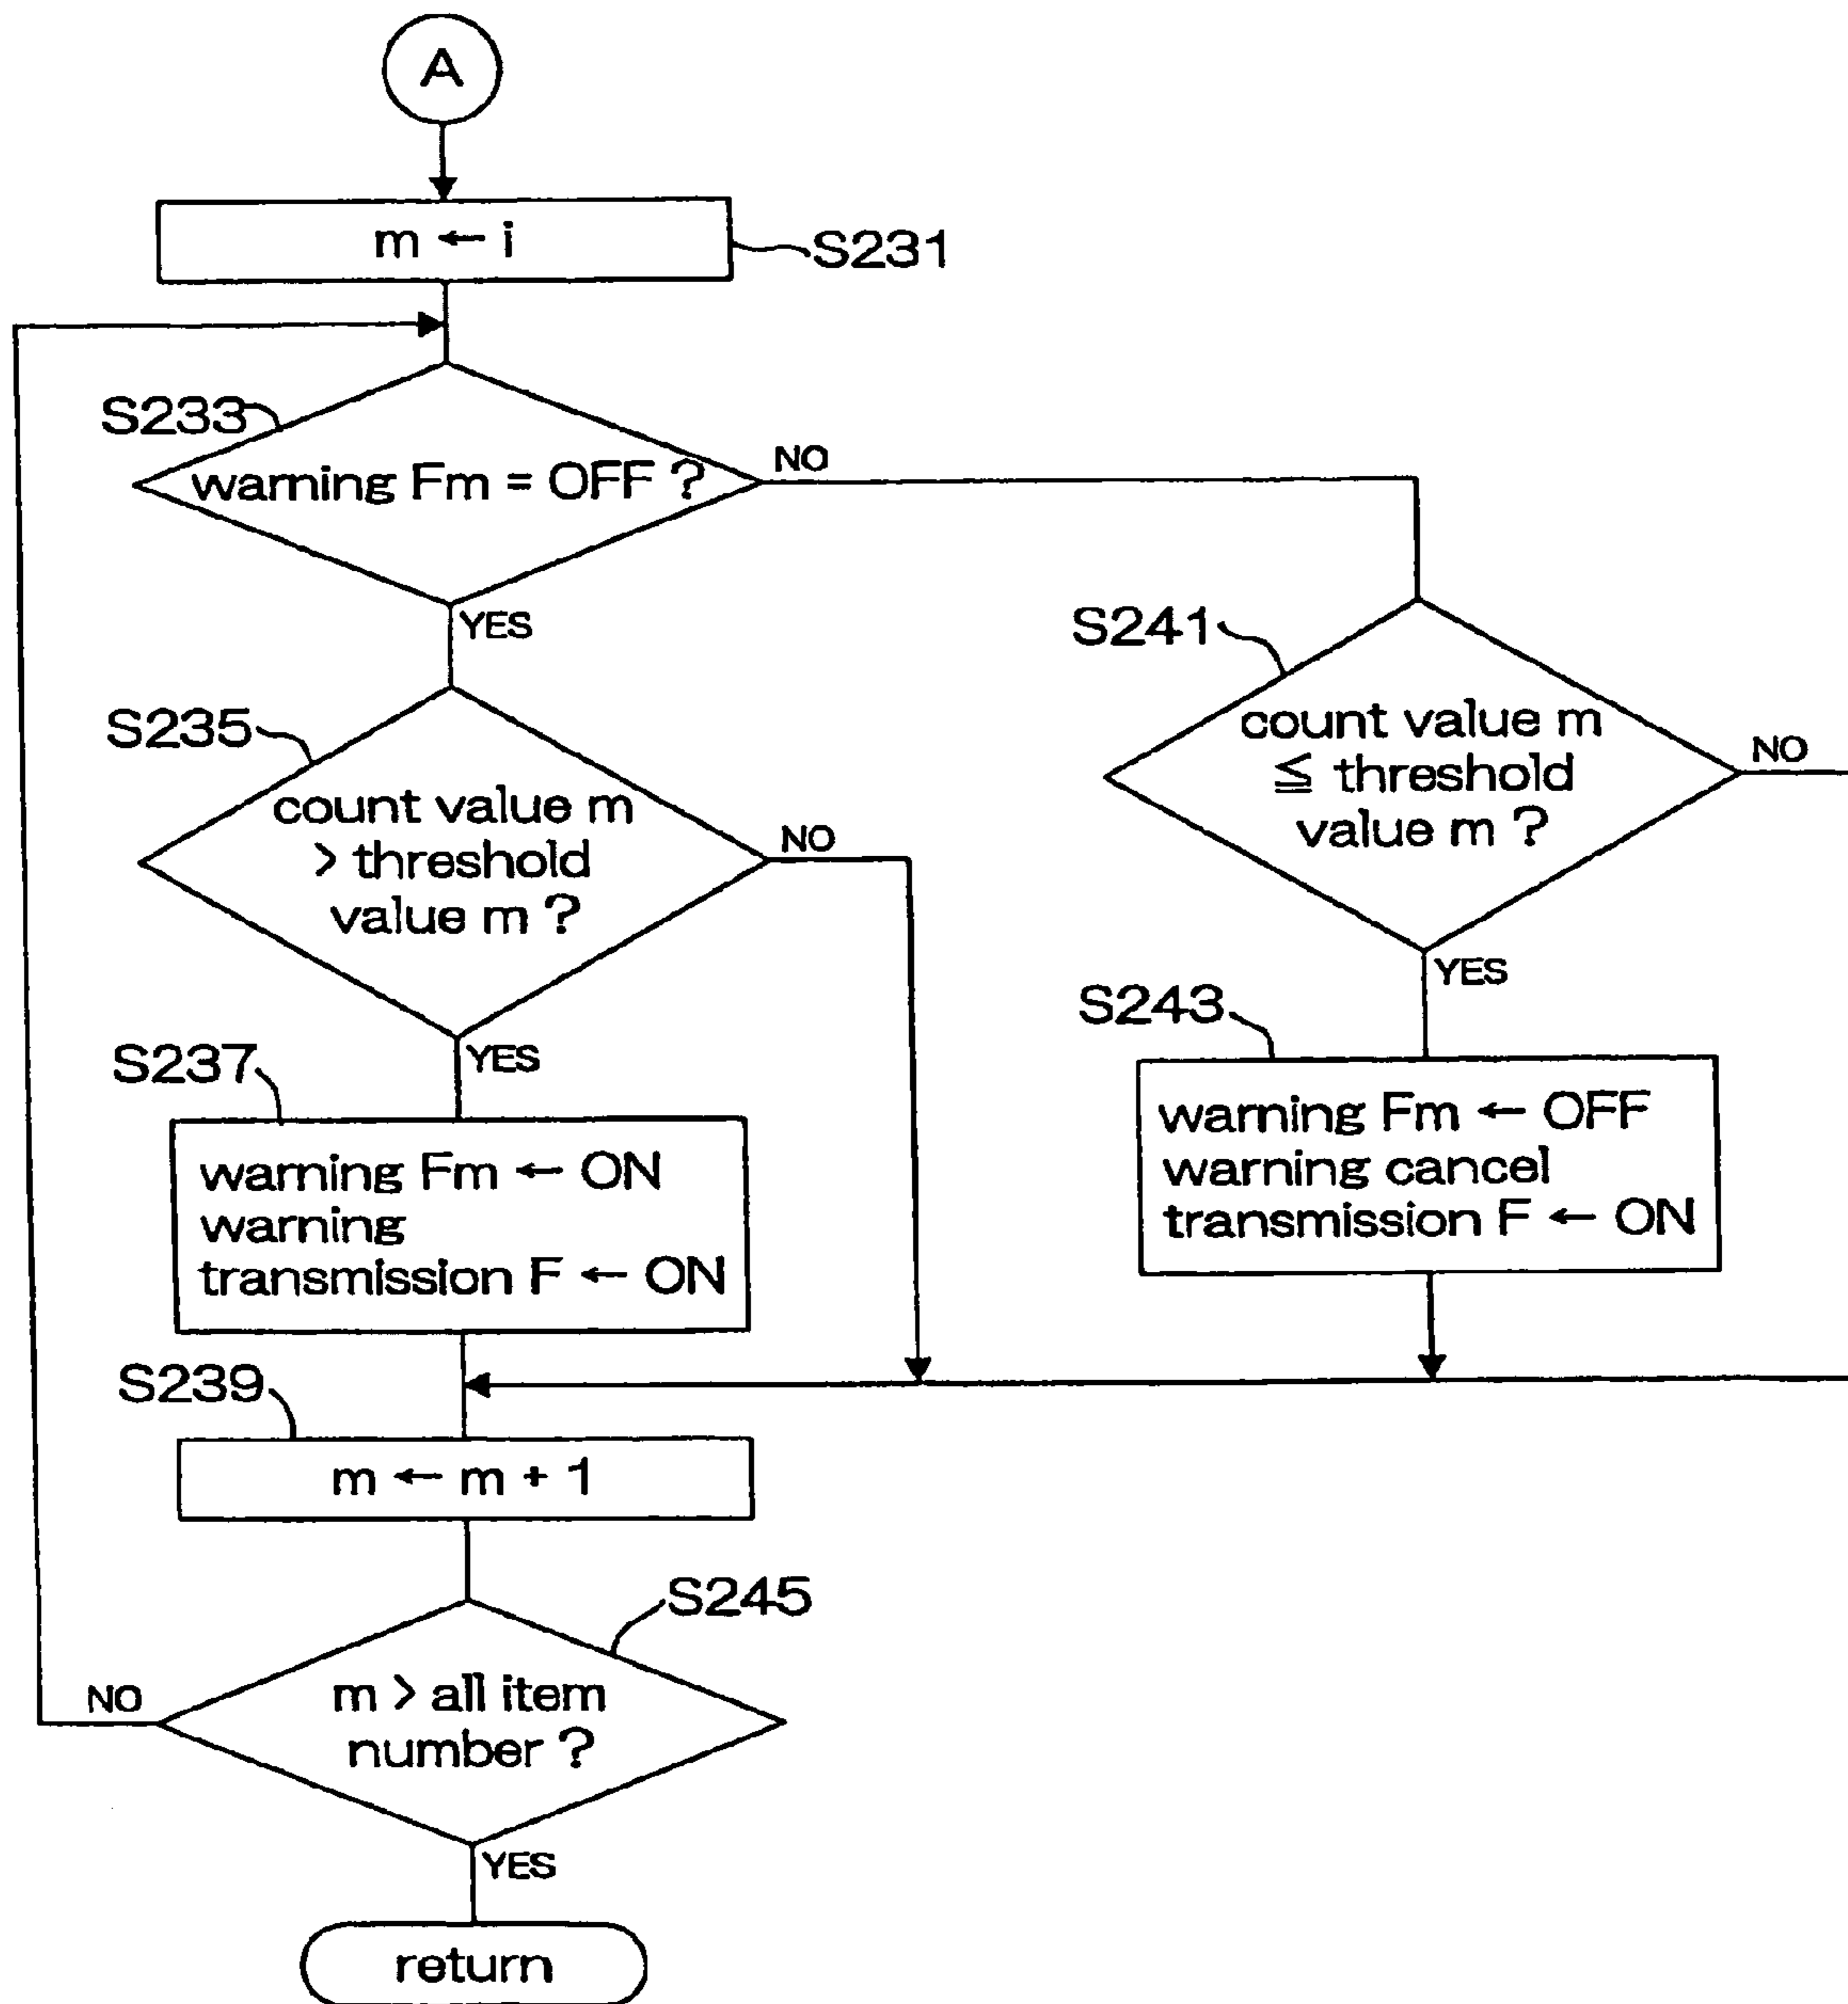 A
m ← i
S231
S233
warning Fm = OFF ?
NO
YES
S235
count value m
> threshold
value m ?
NO
YES
S241
count value m
≦ threshold
value m ?
NO
YES
S237
warning Fm ← ON
warning
transmission F ← ON
S243
warning Fm ← OFF
warning cancel
transmission F ← ON
S239
m ← m + 1
S245
m > all item
number ?
NO
YES
return